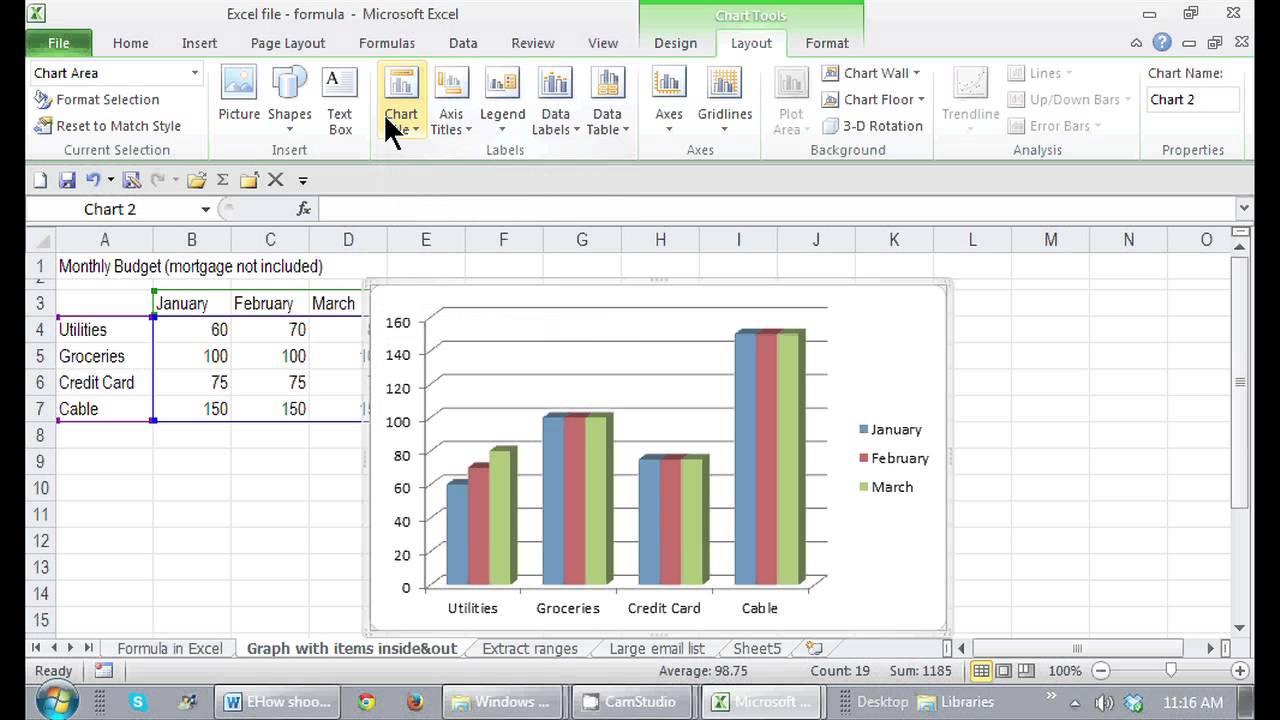 Excel file - formula - Microsoft Excel
Chart Tools
File Home Insert Page Layout Formulas Data Review View Design Layout Format
Chart Area
Format Selection
Reset to Match Style
Current Selection
Picture
Shapes
Text
Box
Insert
Chart
Axis
Titles
Legend
Data
Labels
Data
Table
Labels
Axes
Gridlines
Axes
Plot
Area
Chart Wall
Chart Floor
3-D Rotation
Background
Trendline
Lines
Up/Down Bars
Error Bars
Analysis
Chart Name:
Chart 2
Properties
Chart 2
fx
A B C D E F G H I J K L M N O
1 Monthly Budget (mortgage not included)
3 January February March
4 Utilities 60 70
5 Groceries 100 100
6 Credit Card 75 75
7 Cable 150 150
8
9
10
11
12
13
14
15
160
140
120
100
80
60
40
20
0
Utilities Groceries Credit Card Cable
January
February
March
Formula in Excel Graph with items inside&out Extract ranges Large email list Sheet5
Ready Average: 98.75 Count: 19 Sum: 1185 100%
EHow shoo... Windows ... CamStudio Microsoft ... Desktop Libraries 11:16 AM